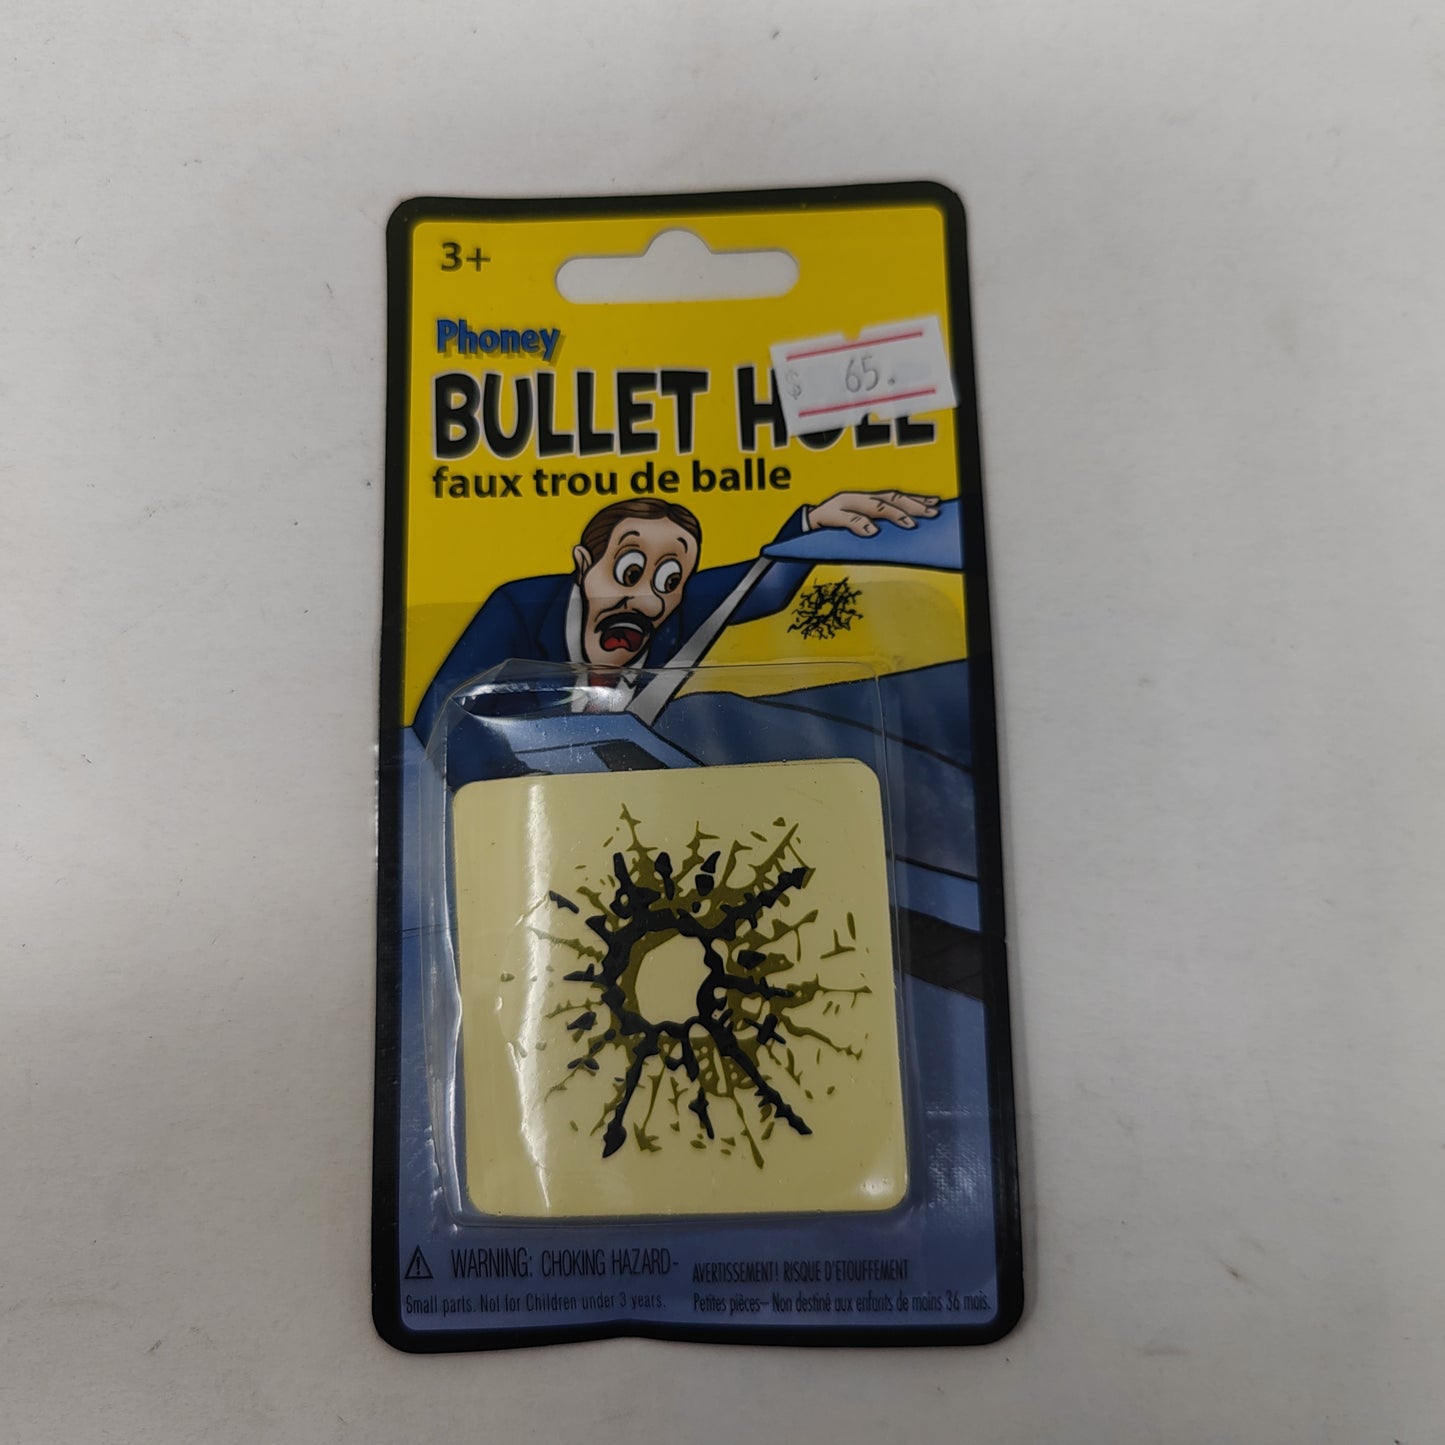 3+
Phoney
$ 65.
BULLET HOLE
faux trou de balle
WARNING: CHOKING HAZARD-
Small parts. Not for Children under 3 years.
AVERTISSEMENT! RISQUE D'ETOUFFEMENT
Petites pièces– Non destiné aux enfants de moins 36 mois.